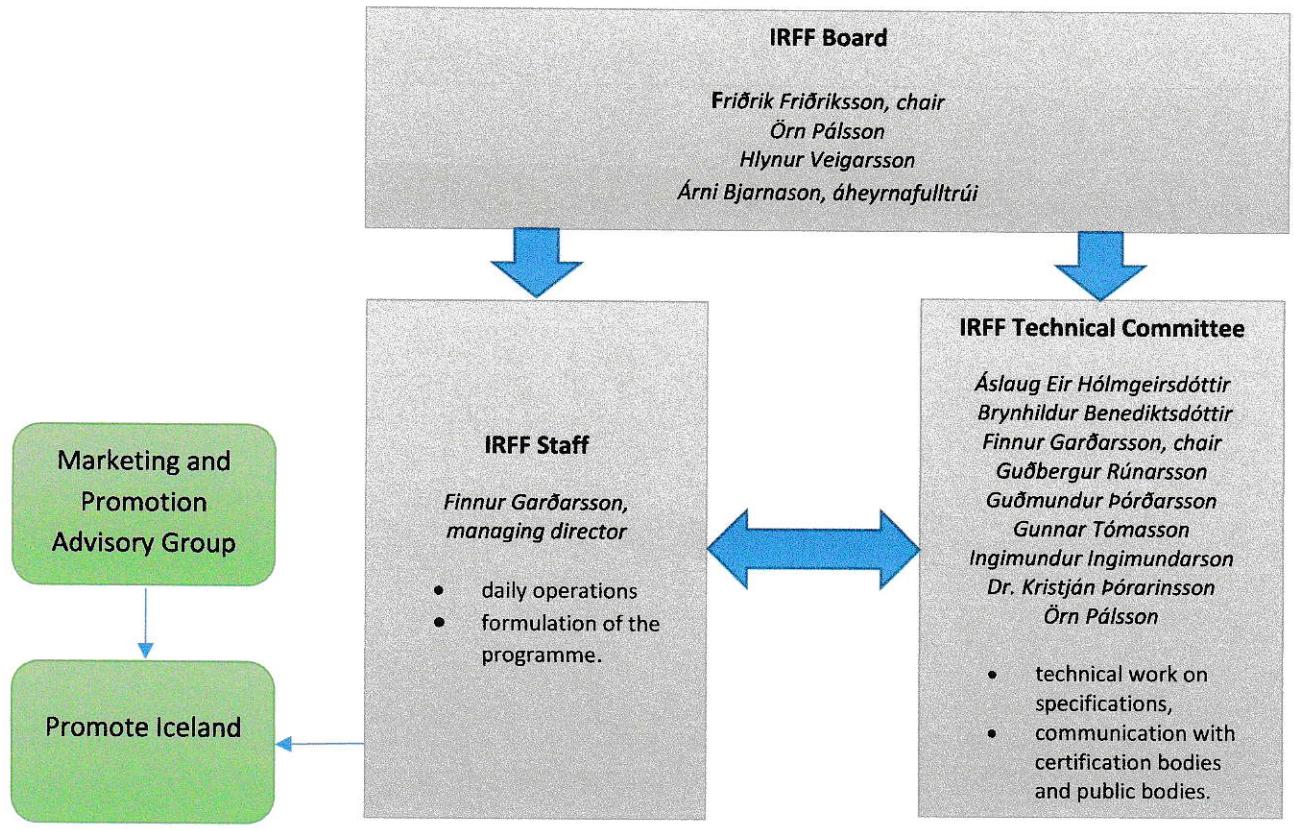 IRFF Board
Friðrik Friðriksson, chair
Örn Pálsson
Hlynur Veigarsson
Árni Bjarnason, áheyrnafulltrúi
IRFF Staff
Finnur Garðarsson,
managing director
• daily operations
• formulation of the
programme.
IRFF Technical Committee
Áslaug Eir Hólmgeirsdóttir
Brynhildur Benediktsdóttir
Finnur Garðarsson, chair
Guðbergur Rúnarsson
Guðmundur Þórðarsson
Gunnar Tómasson
Ingimundur Ingimundarson
Dr. Kristján Þórarinsson
Örn Pálsson
• technical work on
specifications,
• communication with
certification bodies
and public bodies.
Marketing and
Promotion
Advisory Group
Promote Iceland